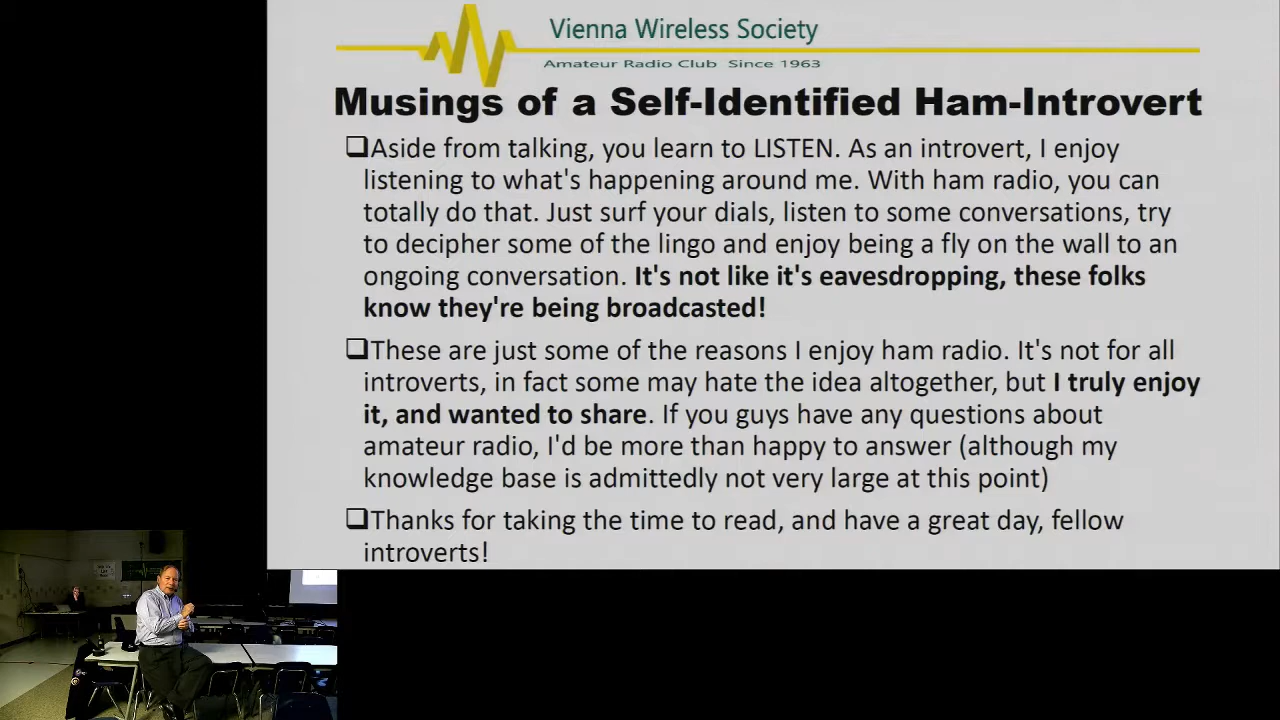 Vienna Wireless Society
Amateur Radio Club Since 1963
Musings of a Self-Identified Ham-Introvert
❑Aside from talking, you learn to LISTEN. As an introvert, I enjoy
listening to what's happening around me. With ham radio, you can
totally do that. Just surf your dials, listen to some conversations, try
to decipher some of the lingo and enjoy being a fly on the wall to an
ongoing conversation. It's not like it's eavesdropping, these folks
know they're being broadcasted!
❑These are just some of the reasons I enjoy ham radio. It's not for all
introverts, in fact some may hate the idea altogether, but I truly enjoy
it, and wanted to share. If you guys have any questions about
amateur radio, I'd be more than happy to answer (although my
knowledge base is admittedly not very large at this point)
❑Thanks for taking the time to read, and have a great day, fellow
introverts!